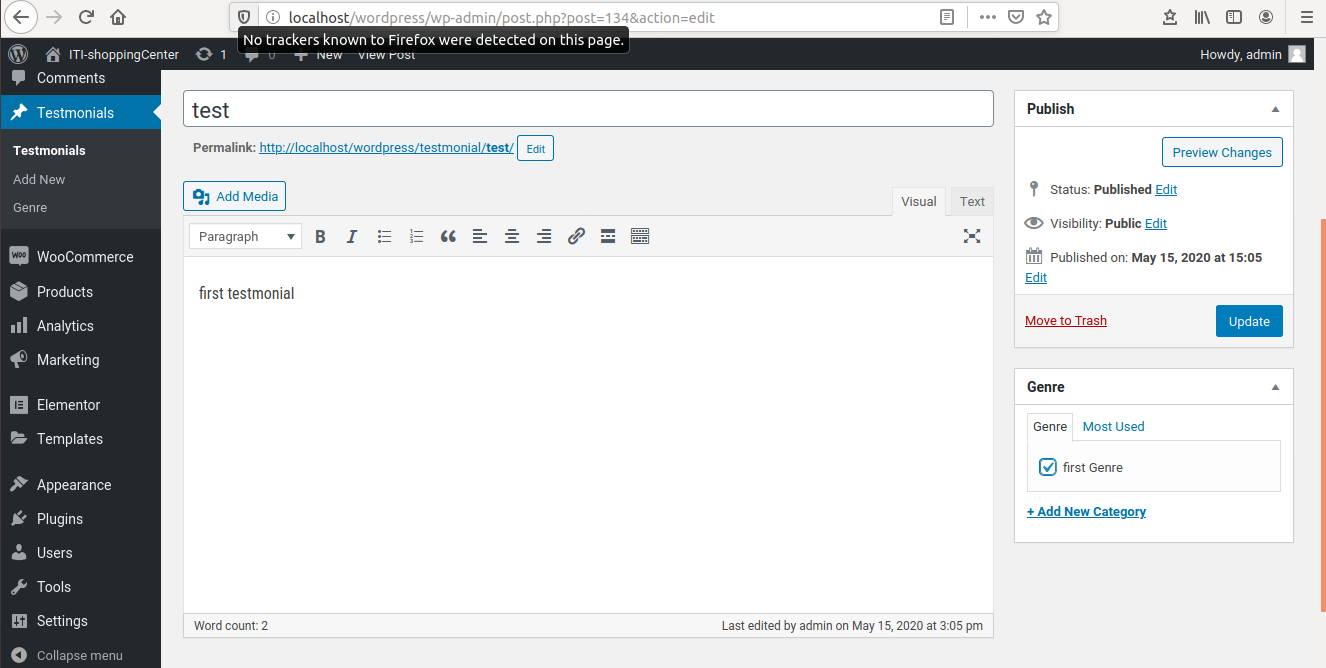 localhost/wordpress/wp-admin/post.php?post=134&action=edit
No trackers known to Firefox were detected on this page.
ITI-shoppingCenter 1 0 New View Post Howdy, admin
Comments
Testmonials
Testmonials
Add New
Genre
WooCommerce
Products
Analytics
Marketing
Elementor
Templates
Appearance
Plugins
Users
Tools
Settings
Collapse menu
test
Permalink: http://localhost/wordpress/testmonial/test/ Edit
Add Media
Visual Text
Paragraph B I
first testmonial
Word count: 2 Last edited by admin on May 15, 2020 at 3:05 pm
Publish
Preview Changes
Status: Published Edit
Visibility: Public Edit
Published on: May 15, 2020 at 15:05
Edit
Move to Trash Update
Genre
Genre Most Used
first Genre
+ Add New Category